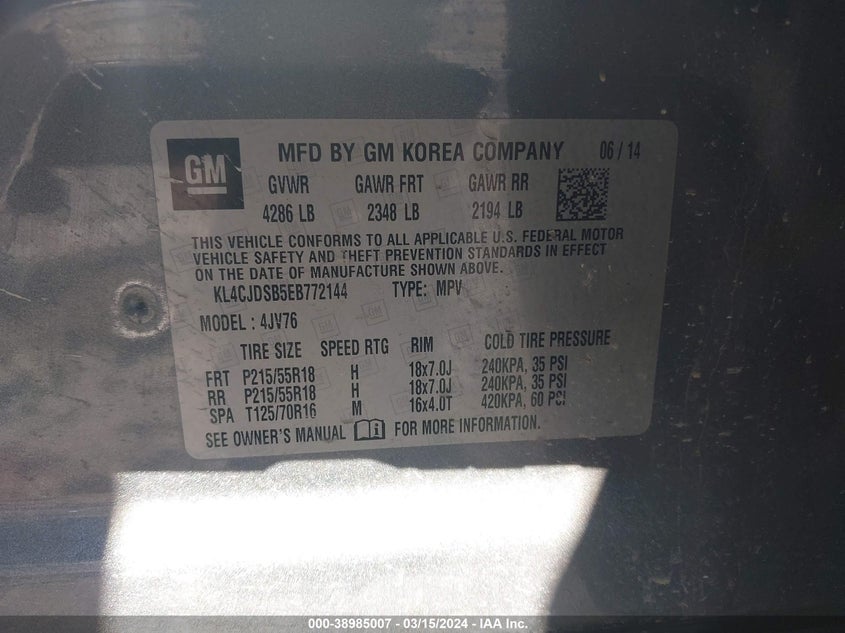 GM MFD BY GM KOREA COMPANY 06 / 14
GVWR GAWR FRT GAWR RR
4286 LB 2348 LB 2194 LB
THIS VEHICLE CONFORMS TO ALL APPLICABLE U.S. FEDERAL MOTOR
VEHICLE SAFETY AND THEFT PREVENTION STANDARDS IN EFFECT
ON THE DATE OF MANUFACTURE SHOWN ABOVE.
KL4CJDSB5EB772144 TYPE: MPV
MODEL : 4JV76
TIRE SIZE SPEED RTG RIM COLD TIRE PRESSURE
FRT P215/55R18 H 18x7.0J 240KPA, 35 PSI
RR P215/55R18 H 18x7.0J 240KPA, 35 PSI
SPA T125/70R16 M 16x4.0T 420KPA, 60 PSI
SEE OWNER'S MANUAL FOR MORE INFORMATION.
000-38985007 - 03/15/2024 - IAA Inc.